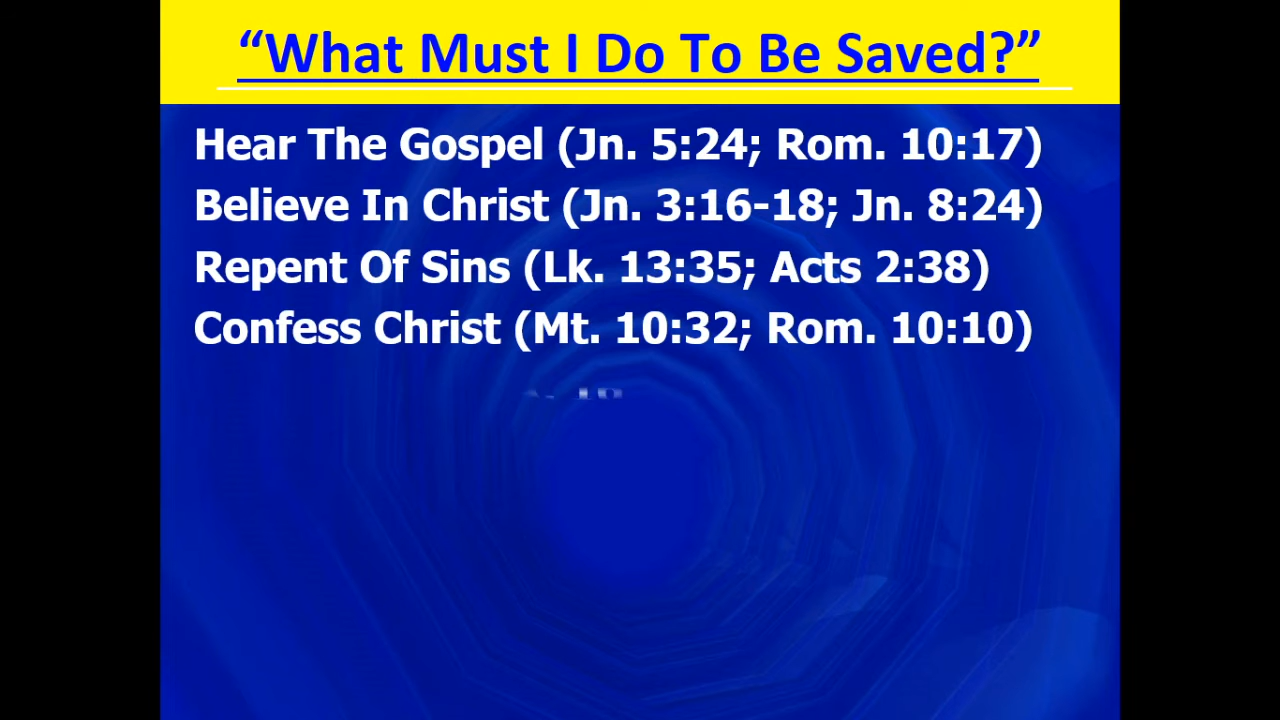 “What Must I Do To Be Saved?”
Hear The Gospel (Jn. 5:24; Rom. 10:17)
Believe In Christ (Jn. 3:16-18; Jn. 8:24)
Repent Of Sins (Lk. 13:35; Acts 2:38)
Confess Christ (Mt. 10:32; Rom. 10:10)